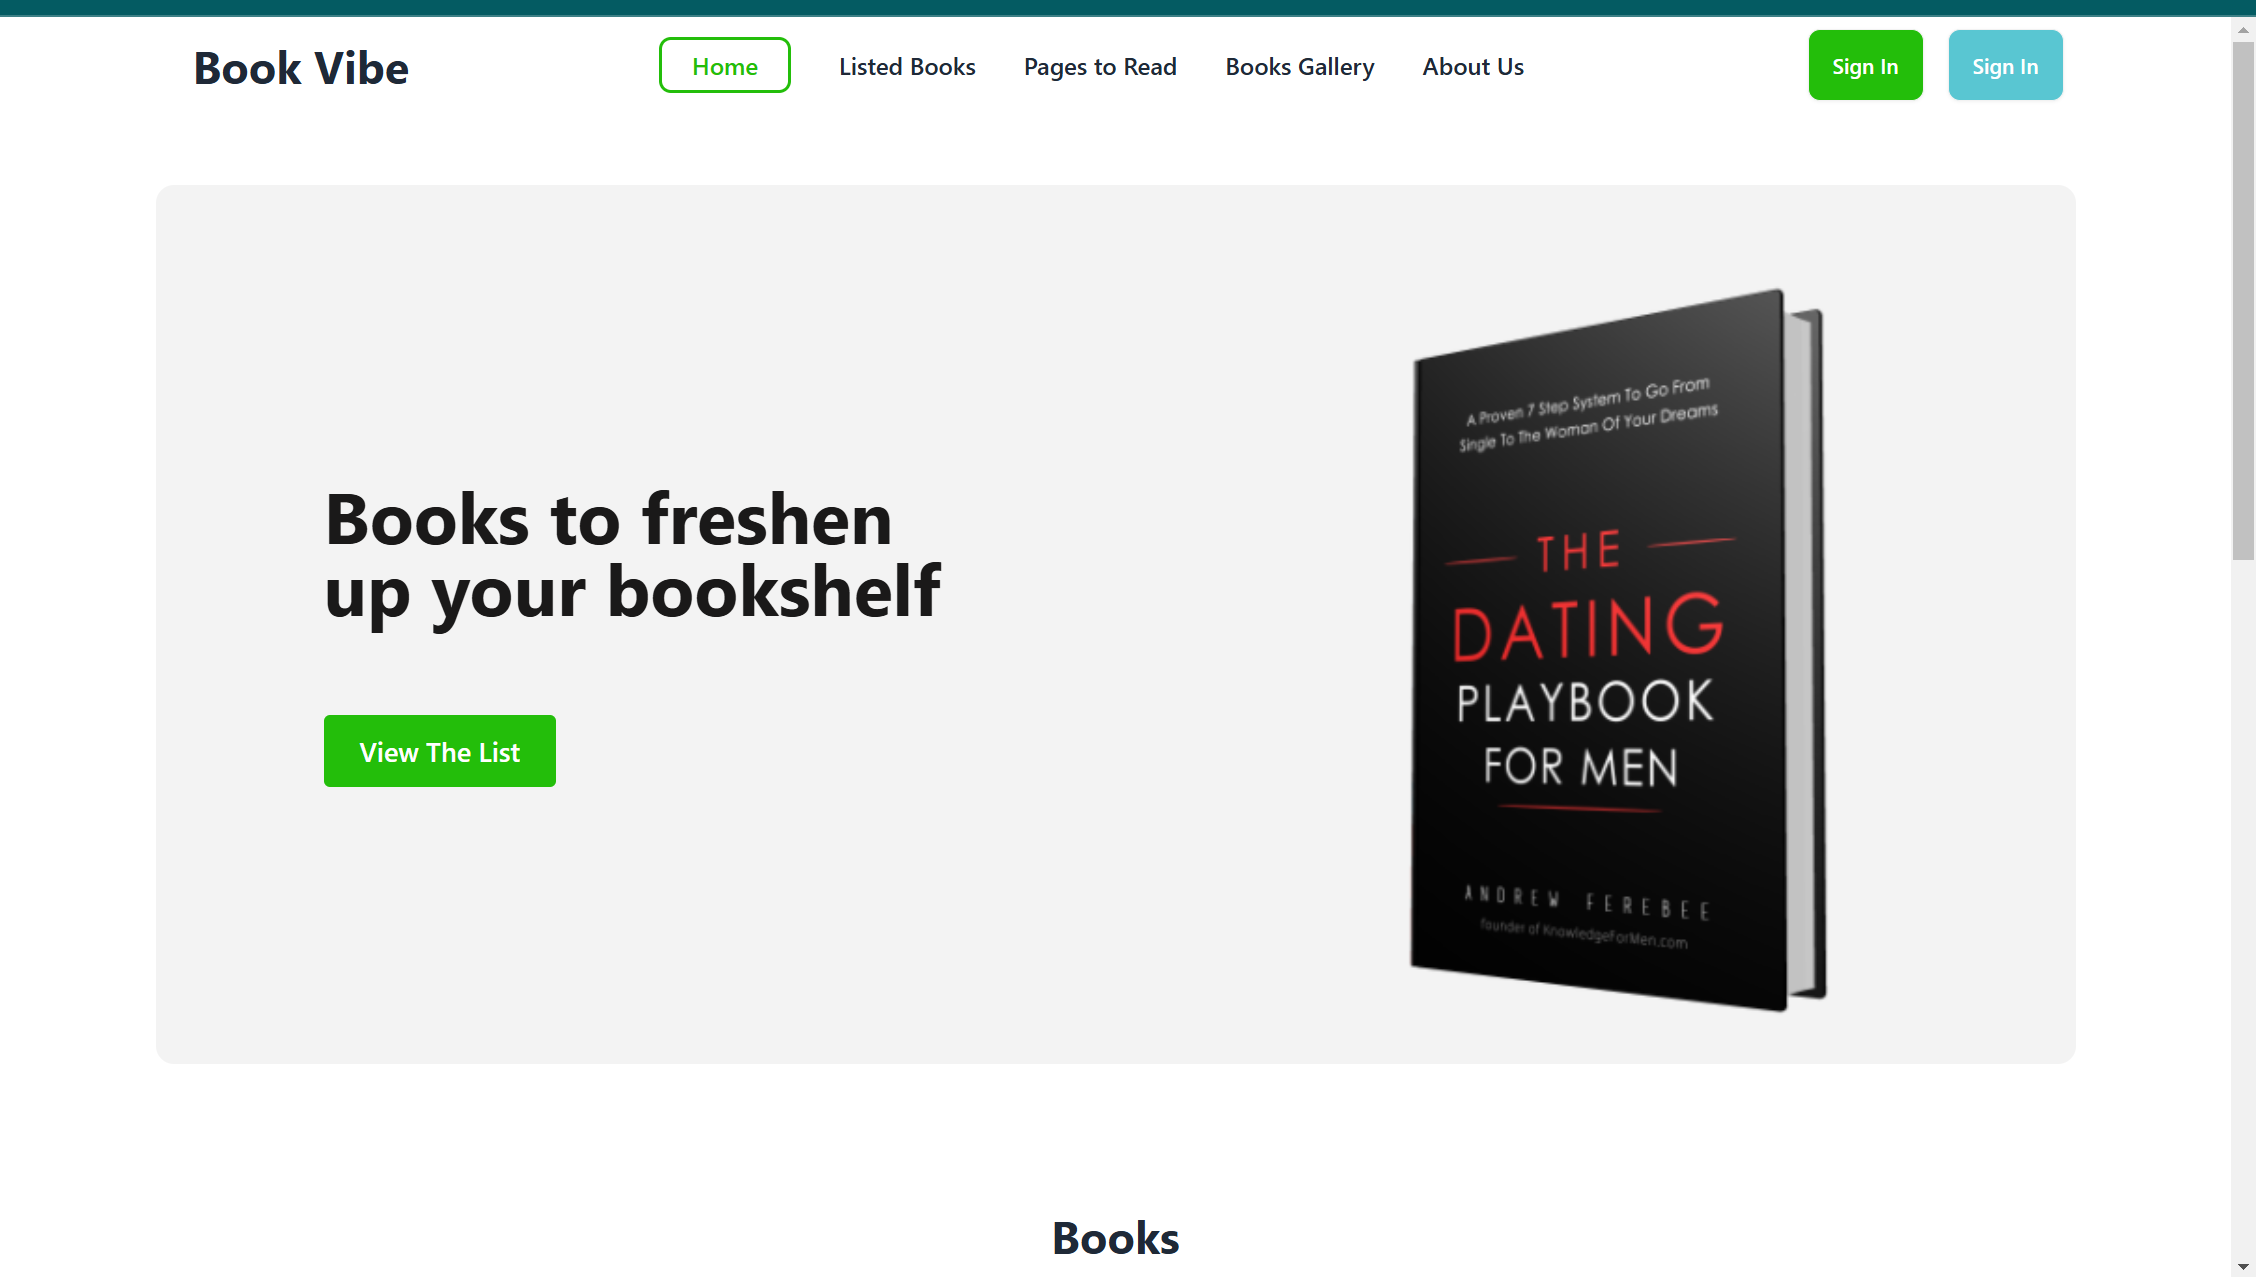 Book Vibe
Home
Listed Books
Pages to Read
Books Gallery
About Us
Sign In
Sign In
Books to freshen
up your bookshelf
View The List
A Proven 7 Step System To Go From
Single To The Woman Of Your Dreams
THE
DATING
PLAYBOOK
FOR MEN
ANDREW FEREBEE
founder of KnowledgeForMen.com
Books